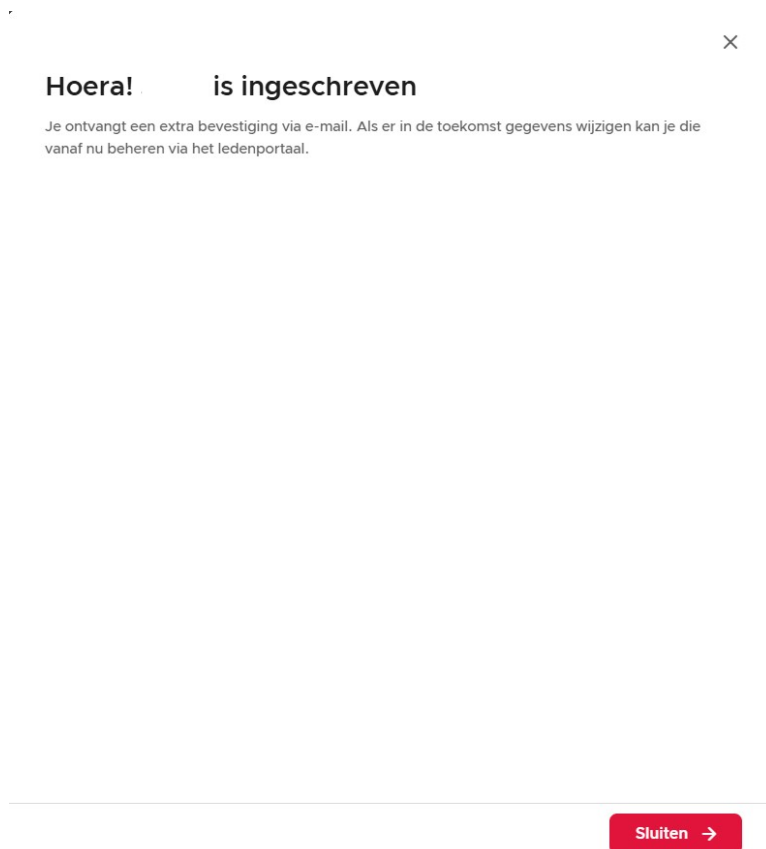 Hoera! is ingeschreven
Je ontvangt een extra bevestiging via e-mail. Als er in de toekomst gegevens wijzigen kan je die
vanaf nu beheren via het ledenportaal.
Sluiten